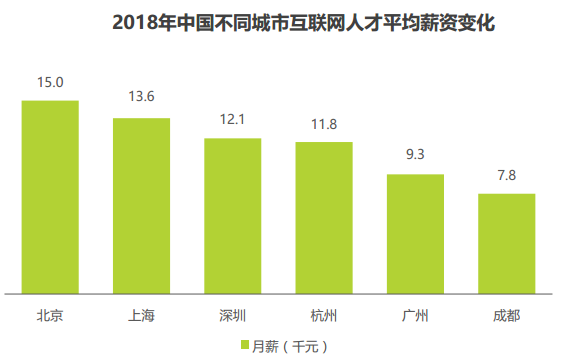 2018年中国不同城市互联网人才平均薪资变化
15.0
13.6
12.1
11.8
9.3
7.8
北京 上海 深圳 杭州 广州 成都
月薪（千元）